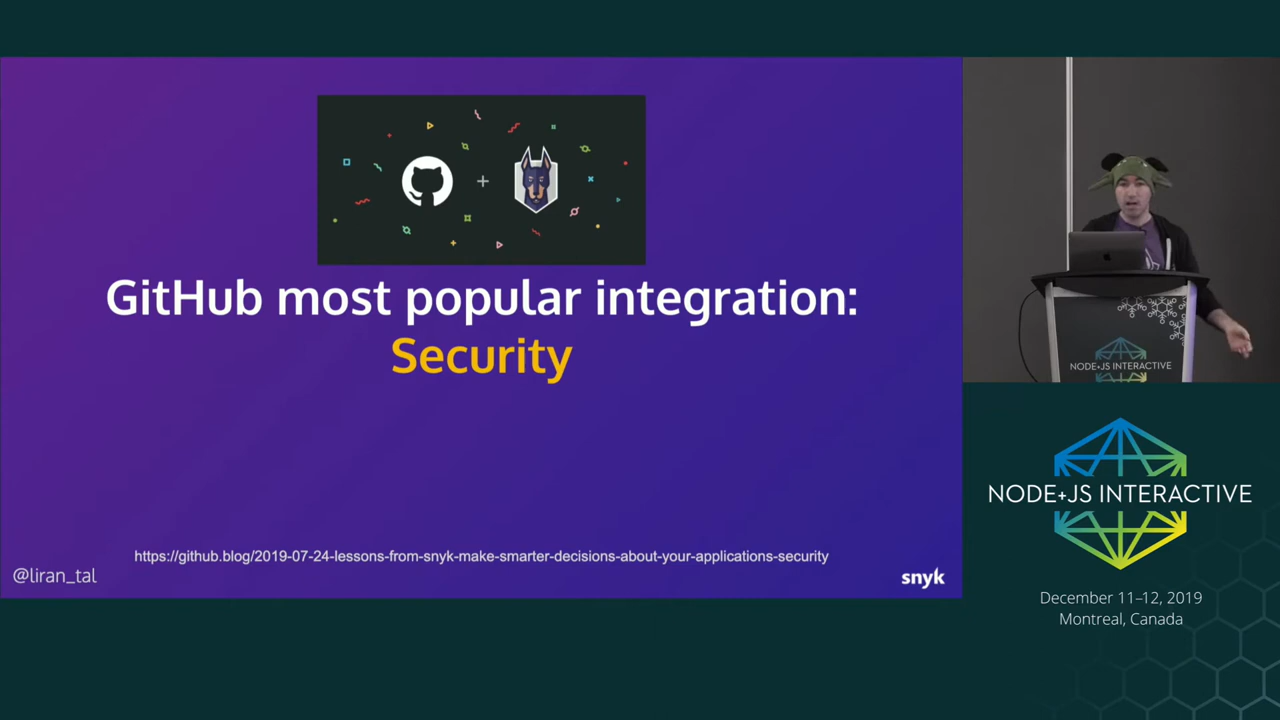 GitHub most popular integration:
Security
https://github.blog/2019-07-24-lessons-from-snyk-make-smarter-decisions-about-your-applications-security
@liran_tal
snyk
NODE+JS INTERACTIVE
NODE+JS INTERACTIVE
December 11–12, 2019
Montreal, Canada